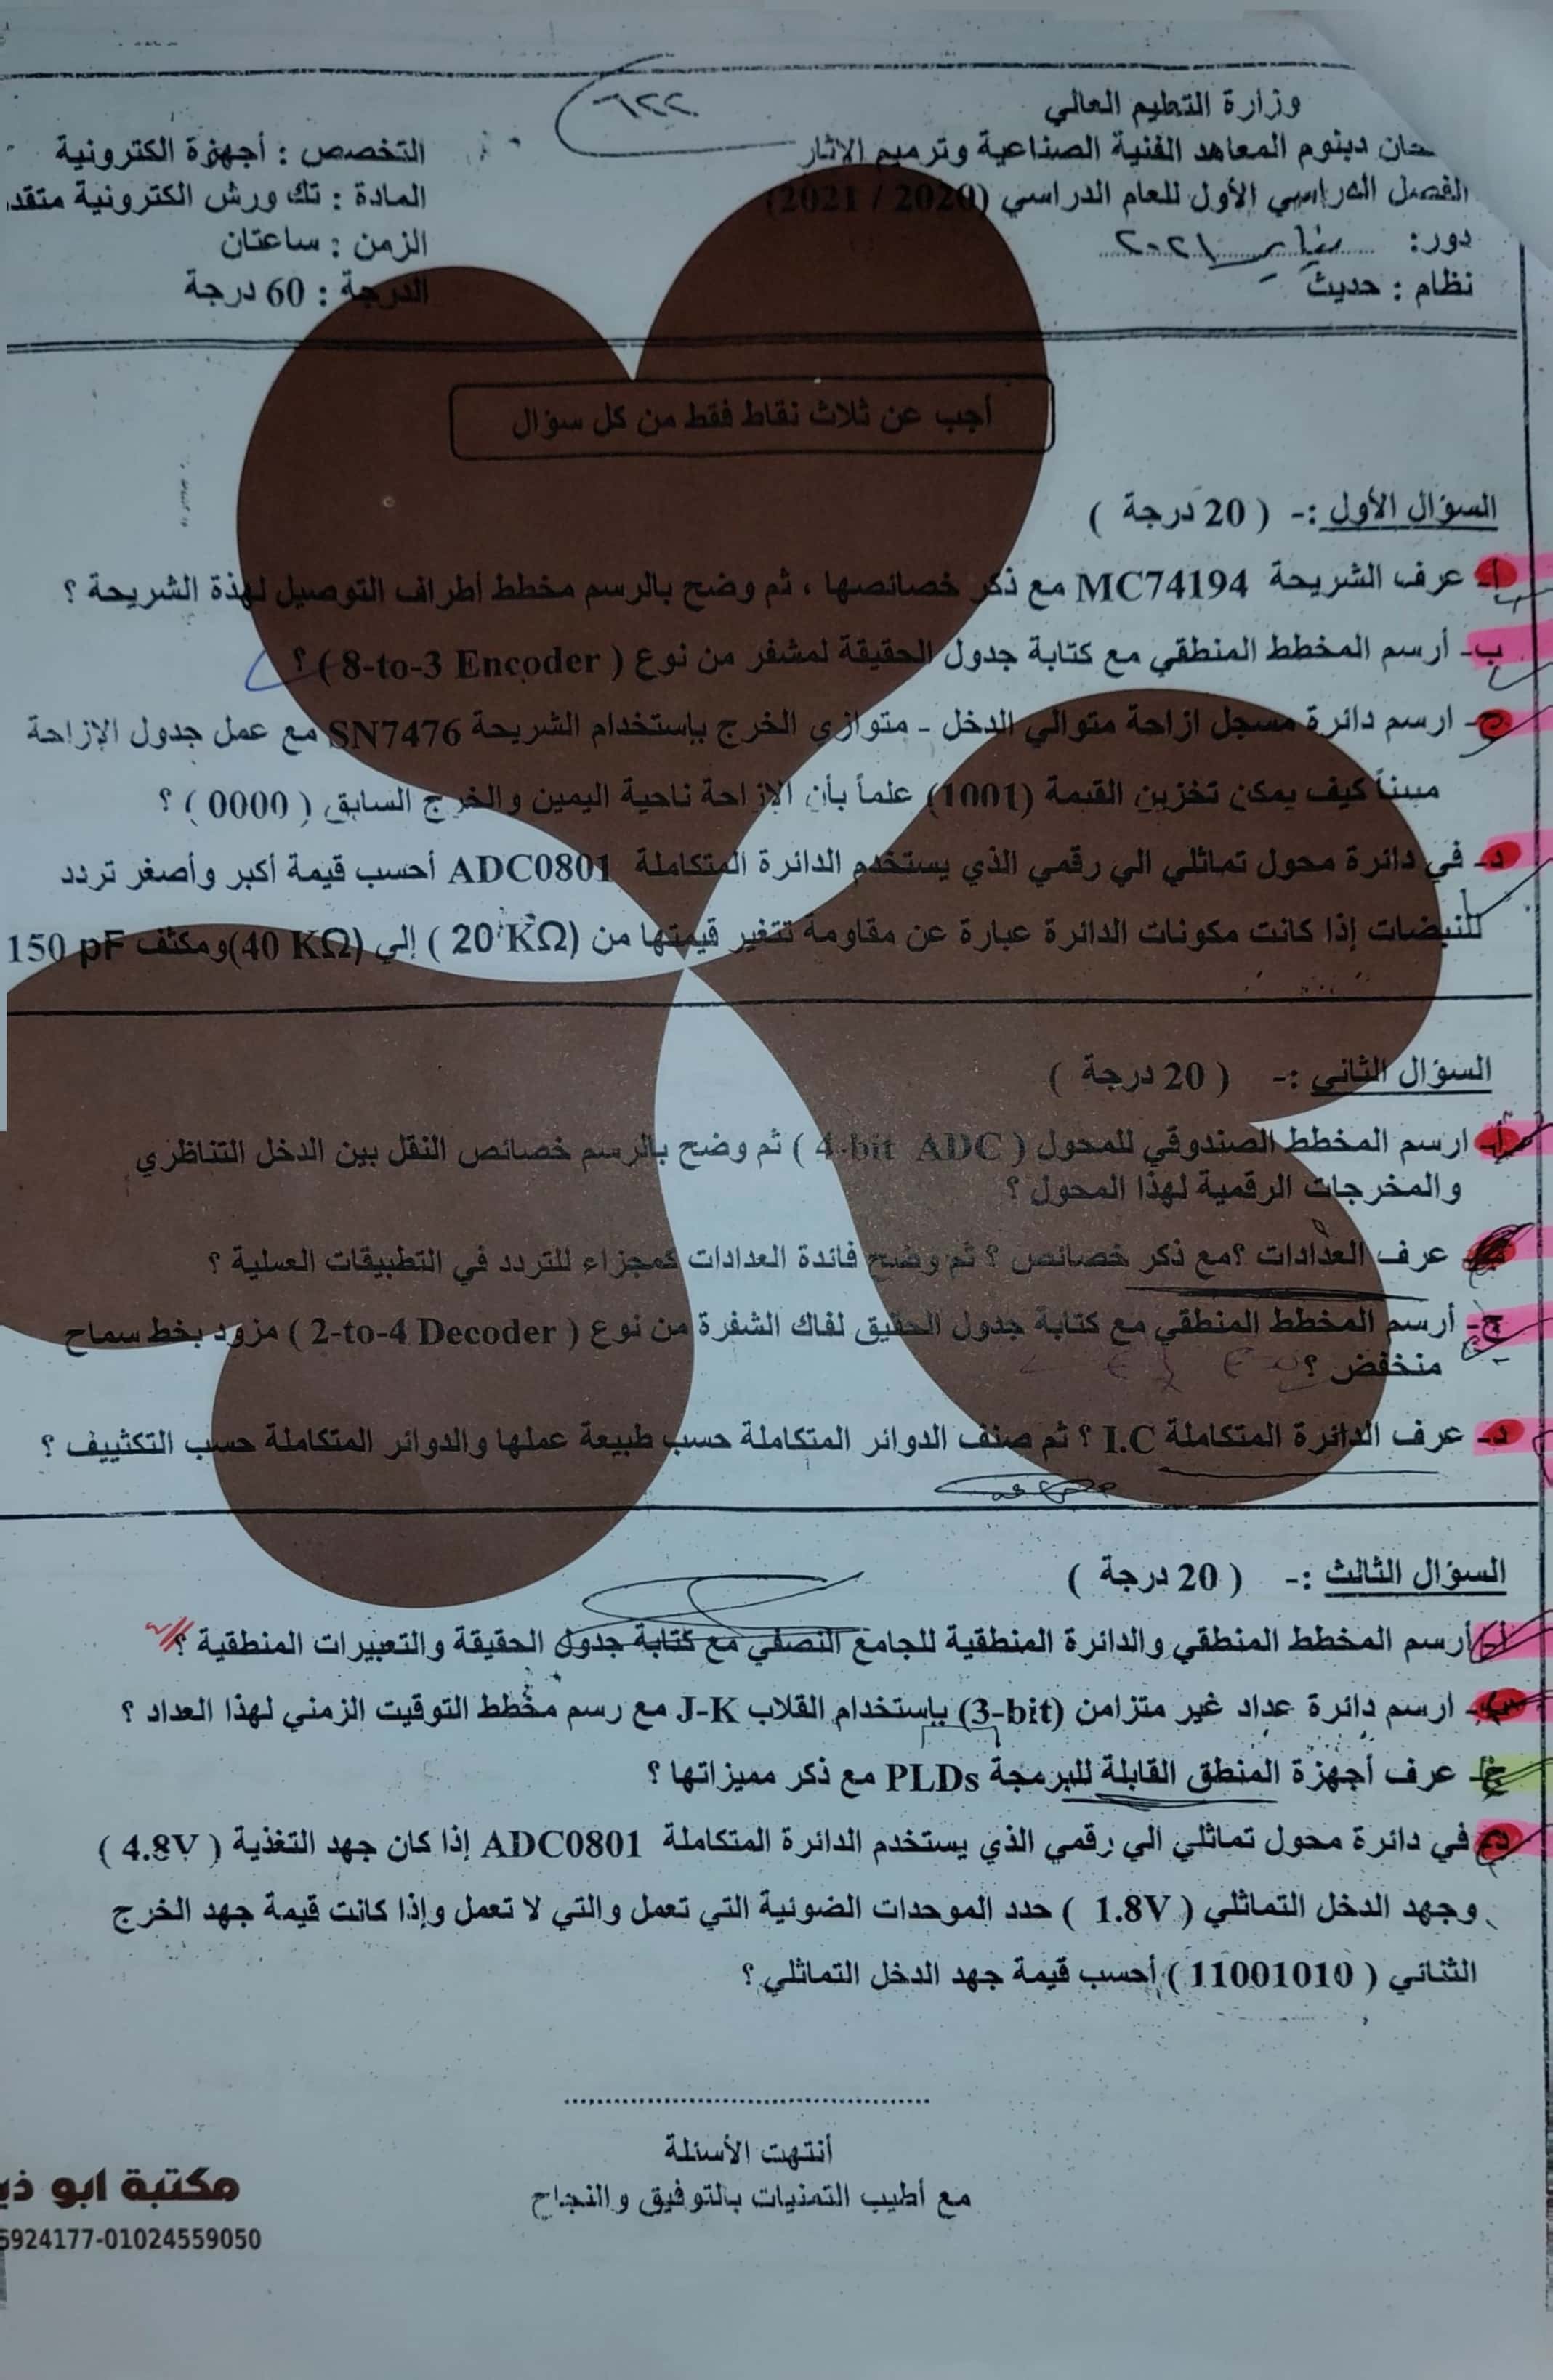 ٦٢٢
وزارة التعليم العالي
حان دبلوم المعاهد الفنية الصناعية وترميم الاثار
الفصل الدراسي الأول للعام الدراسي (2020 / 2021)
دور: يناير ٢٠٢١
نظام : حديث
التخصص : أجهزة الكترونية
المادة : تك ورش الكترونية متقد
الزمن : ساعتان
الدرجة : 60 درجة
أجب عن ثلاث نقاط فقط من كل سؤال
السؤال الأول :- ( 20 درجة )
أ- عرف الشريحة MC74194 مع ذكر خصائصها ، ثم وضح بالرسم مخطط أطراف التوصيل لهذة الشريحة ؟
ب- أرسم المخطط المنطقي مع كتابة جدول الحقيقة لمشفر من نوع ( 8-to-3 Encoder ) ؟
ج- ارسم دائرة مسجل ازاحة متوالي الدخل - متوازي الخرج بإستخدام الشريحة SN7476 مع عمل جدول الإزاحة
مبيناً كيف يمكن تخزين القيمة (1001) علماً بأن الإزاحة ناحية اليمين والخرج السابق ( 0000 ) ؟
د- في دائرة محول تماثلي الي رقمي الذي يستخدم الدائرة المتكاملة ADC0801 أحسب قيمة أكبر وأصغر تردد
للنبضات إذا كانت مكونات الدائرة عبارة عن مقاومة تتغير قيمتها من (20 KΩ ) إلي (40 KΩ)ومكثف 150 pF
السؤال الثاني :- ( 20 درجة )
أ- ارسم المخطط الصندوقي للمحول ( 4-bit ADC ) ثم وضح بالرسم خصائص النقل بين الدخل التناظري
والمخرجات الرقمية لهذا المحول ؟
عرف العدادات ؟مع ذكر خصائص ؟ ثم وضح فائدة العدادات كمجزاء للتردد في التطبيقات العملية ؟
ج- أرسم المخطط المنطقي مع كتابة جدول الحقيق لفاك الشفرة من نوع ( 2-to-4 Decoder ) مزود بخط سماح
منخفض ؟
د- عرف الدائرة المتكاملة I.C ؟ ثم صنف الدوائر المتكاملة حسب طبيعة عملها والدوائر المتكاملة حسب التكثييف ؟
السؤال الثالث :- ( 20 درجة )
أ- أرسم المخطط المنطقي والدائرة المنطقية للجامع النصفي مع كتابة جدول الحقيقة والتعبيرات المنطقية ؟
ب- ارسم دائرة عداد غير متزامن (3-bit) بإستخدام القلاب J-K مع رسم مخطط التوقيت الزمني لهذا العداد ؟
ج- عرف أجهزة المنطق القابلة للبرمجة PLDs مع ذكر مميزاتها ؟
د- في دائرة محول تماثلي الي رقمي الذي يستخدم الدائرة المتكاملة ADC0801 إذا كان جهد التغذية ( 4.8V )
وجهد الدخل التماثلي ( 1.8V ) حدد الموحدات الضوئية التي تعمل والتي لا تعمل وإذا كانت قيمة جهد الخرج
الثنائي ( 11001010 ) أحسب قيمة جهد الدخل التماثلي ؟
أنتهت الأسئلة
مع أطيب التمنيات بالتوفيق والنجاح
مكتبة ابو ذي
5924177-01024559050